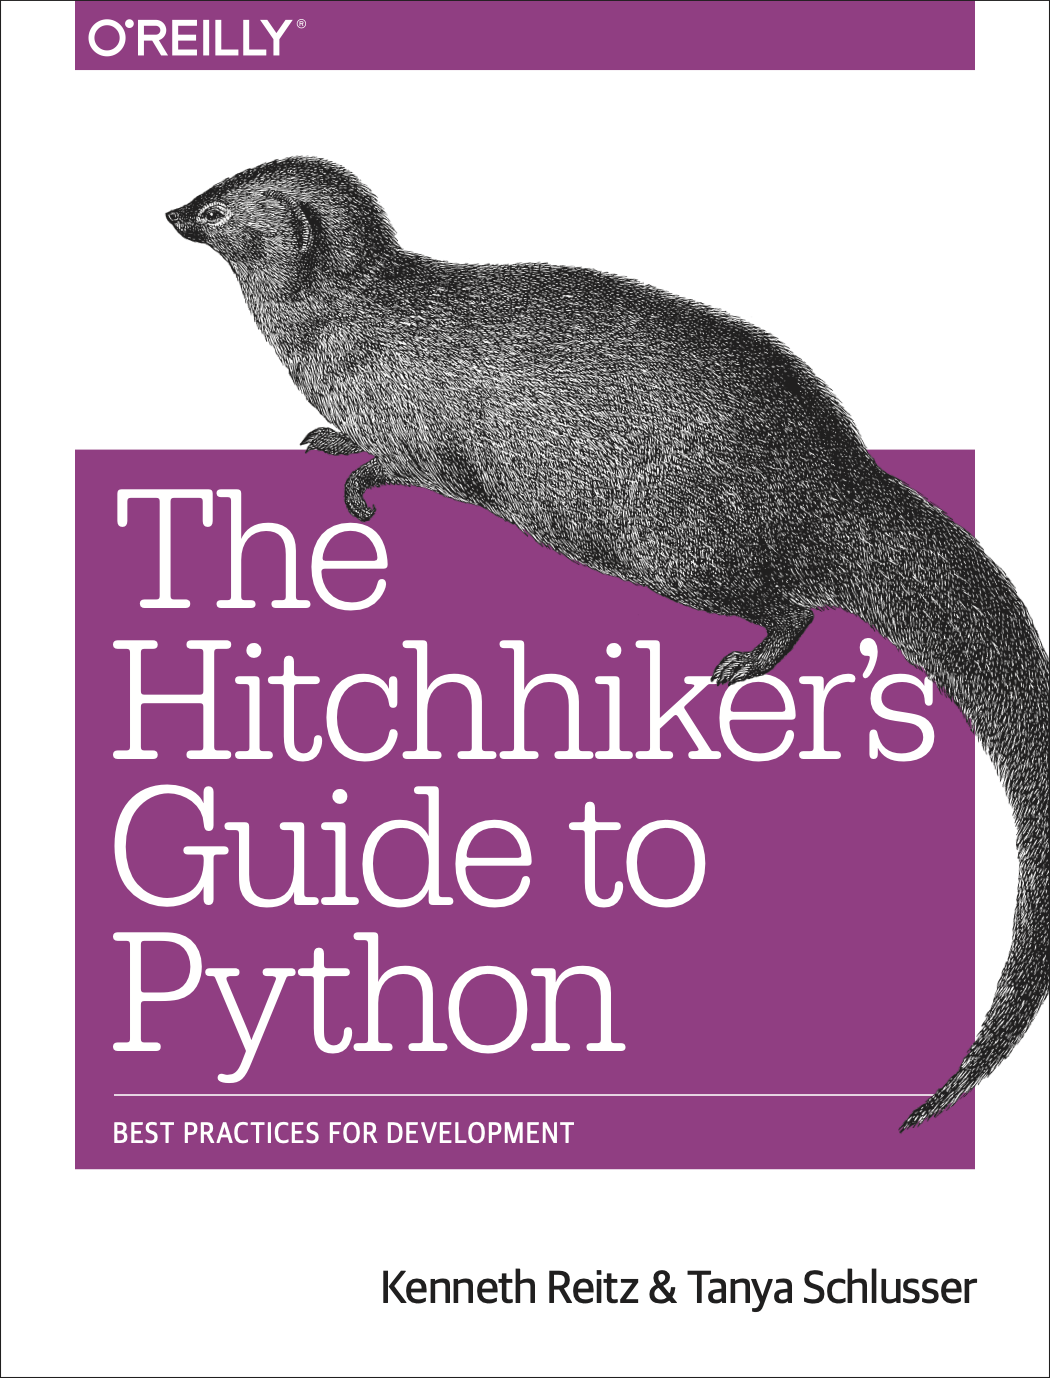 O'REILLY®
The
Hitchhiker's
Guide to
Python
BEST PRACTICES FOR DEVELOPMENT
Kenneth Reitz & Tanya Schlusser